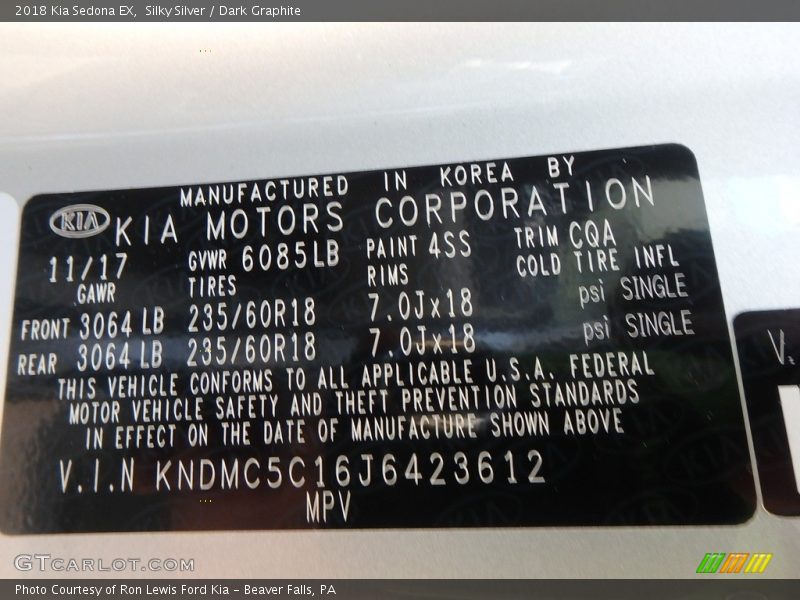 2018 Kia Sedona EX, Silky Silver / Dark Graphite
MANUFACTURED IN KOREA BY
KIA KIA MOTORS CORPORATION
11/17 GVWR 6085LB PAINT 4SS TRIM CQA
GAWR TIRES RIMS COLD TIRE INFL
FRONT 3064 LB 235/60R18 7.0Jx18 psi SINGLE
REAR 3064 LB 235/60R18 7.0Jx18 psi SINGLE
THIS VEHICLE CONFORMS TO ALL APPLICABLE U.S.A. FEDERAL
MOTOR VEHICLE SAFETY AND THEFT PREVENTION STANDARDS
IN EFFECT ON THE DATE OF MANUFACTURE SHOWN ABOVE
V.I.N KNDMC5C16J6423612
MPV
GTCARLOT.COM
Photo Courtesy of Ron Lewis Ford Kia – Beaver Falls, PA